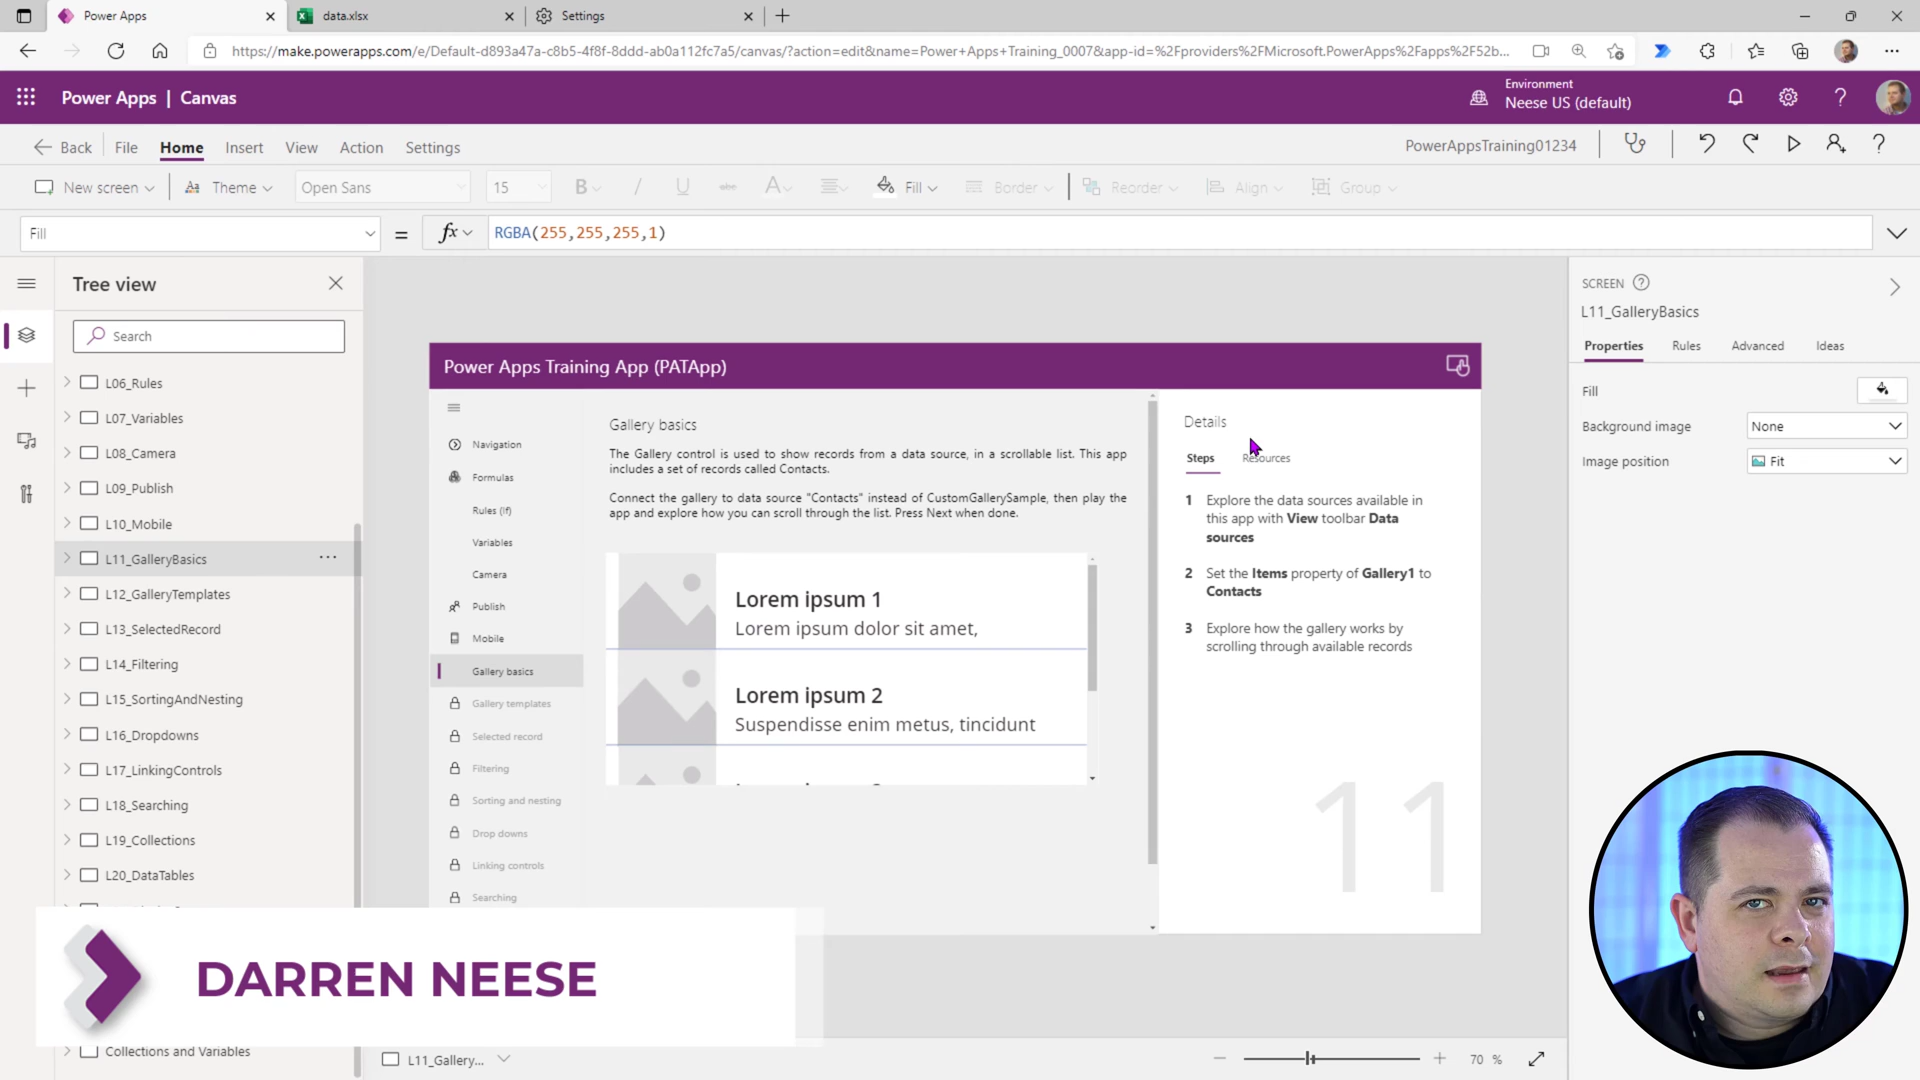 Power Apps
data.xlsx
Settings
https://make.powerapps.com/e/Default-d893a47a-c8b5-4f8f-8ddd-ab0a112fc7a5/canvas/?action=edit&name=Power+Apps+Training_0007&app-id=%2Fproviders%2FMicrosoft.PowerApps%2Fapps%2F52b...
Power Apps | Canvas
Environment
Neese US (default)
Back
File
Home
Insert
View
Action
Settings
PowerAppsTraining01234
New screen
Theme
Open Sans
15
B
I
U
abc
A
Fill
Border
Reorder
Align
Group
Fill
=
fx
RGBA(255,255,255,1)
Tree view
Search
L06_Rules
L07_Variables
L08_Camera
L09_Publish
L10_Mobile
L11_GalleryBasics
L12_GalleryTemplates
L13_SelectedRecord
L14_Filtering
L15_SortingAndNesting
L16_Dropdowns
L17_LinkingControls
L18_Searching
L19_Collections
L20_DataTables
Collections and Variables
Power Apps Training App (PATApp)
Navigation
Formulas
Rules (If)
Variables
Camera
Publish
Mobile
Gallery basics
Gallery templates
Selected record
Filtering
Sorting and nesting
Drop downs
Linking controls
Searching
Gallery basics
The Gallery control is used to show records from a data source, in a scrollable list. This app
includes a set of records called Contacts.
Connect the gallery to data source "Contacts" instead of CustomGallerySample, then play the
app and explore how you can scroll through the list. Press Next when done.
Lorem ipsum 1
Lorem ipsum dolor sit amet,
Lorem ipsum 2
Suspendisse enim metus, tincidunt
Details
Steps
Resources
1 Explore the data sources available in
this app with View toolbar Data
sources
2 Set the Items property of Gallery1 to
Contacts
3 Explore how the gallery works by
scrolling through available records
11
SCREEN
L11_GalleryBasics
Properties
Rules
Advanced
Ideas
Fill
Background image
None
Image position
Fit
DARREN NEESE
L11_Gallery...
70 %